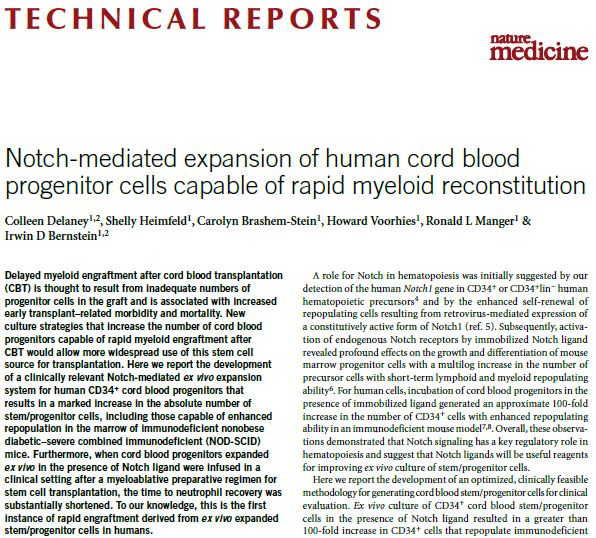 TECHNICAL REPORTS
nature
medicine
Notch-mediated expansion of human cord blood
progenitor cells capable of rapid myeloid reconstitution
Colleen Delaney1,2, Shelly Heimfeld1, Carolyn Brashem-Stein1, Howard Voorhies1, Ronald L Manger1 &
Irwin D Bernstein1,2
Delayed myeloid engraftment after cord blood transplantation
(CBT) is thought to result from inadequate numbers of
progenitor cells in the graft and is associated with increased
early transplant–related morbidity and mortality. New
culture strategies that increase the number of cord blood
progenitors capable of rapid myeloid engraftment after
CBT would allow more widespread use of this stem cell
source for transplantation. Here we report the development
of a clinically relevant Notch-mediated ex vivo expansion
system for human CD34+ cord blood progenitors that
results in a marked increase in the absolute number of
stem/progenitor cells, including those capable of enhanced
repopulation in the marrow of immunodeficient nonobese
diabetic–severe combined immunodeficient (NOD-SCID)
mice. Furthermore, when cord blood progenitors expanded
ex vivo in the presence of Notch ligand were infused in a
clinical setting after a myeloablative preparative regimen for
stem cell transplantation, the time to neutrophil recovery was
substantially shortened. To our knowledge, this is the first
instance of rapid engraftment derived from ex vivo expanded
stem/progenitor cells in humans.
A role for Notch in hematopoiesis was initially suggested by our
detection of the human Notch1 gene in CD34+ or CD34+lin− human
hematopoietic precursors4 and by the enhanced self-renewal of
repopulating cells resulting from retrovirus-mediated expression of
a constitutively active form of Notch1 (ref. 5). Subsequently, activa-
tion of endogenous Notch receptors by immobilized Notch ligand
revealed profound effects on the growth and differentiation of mouse
marrow progenitor cells with a multilog increase in the number of
precursor cells with short-term lymphoid and myeloid repopulating
ability6. For human cells, incubation of cord blood progenitors in the
presence of immobilized ligand generated an approximate 100-fold
increase in the number of CD34+ cells with enhanced repopulating
ability in an immunodeficient mouse model7,8. Overall, these observa-
tions demonstrated that Notch signaling has a key regulatory role in
hematopoiesis and suggest that Notch ligands will be useful reagents
for improving ex vivo culture of stem/progenitor cells.
Here we report the development of an optimized, clinically feasible
methodology for generating cord blood stem/progenitor cells for clinical
evaluation. Ex vivo culture of CD34+ cord blood stem/progenitor
cells in the presence of Notch ligand resulted in a greater than
100-fold increase in CD34+ cells that repopulate immunodeficient